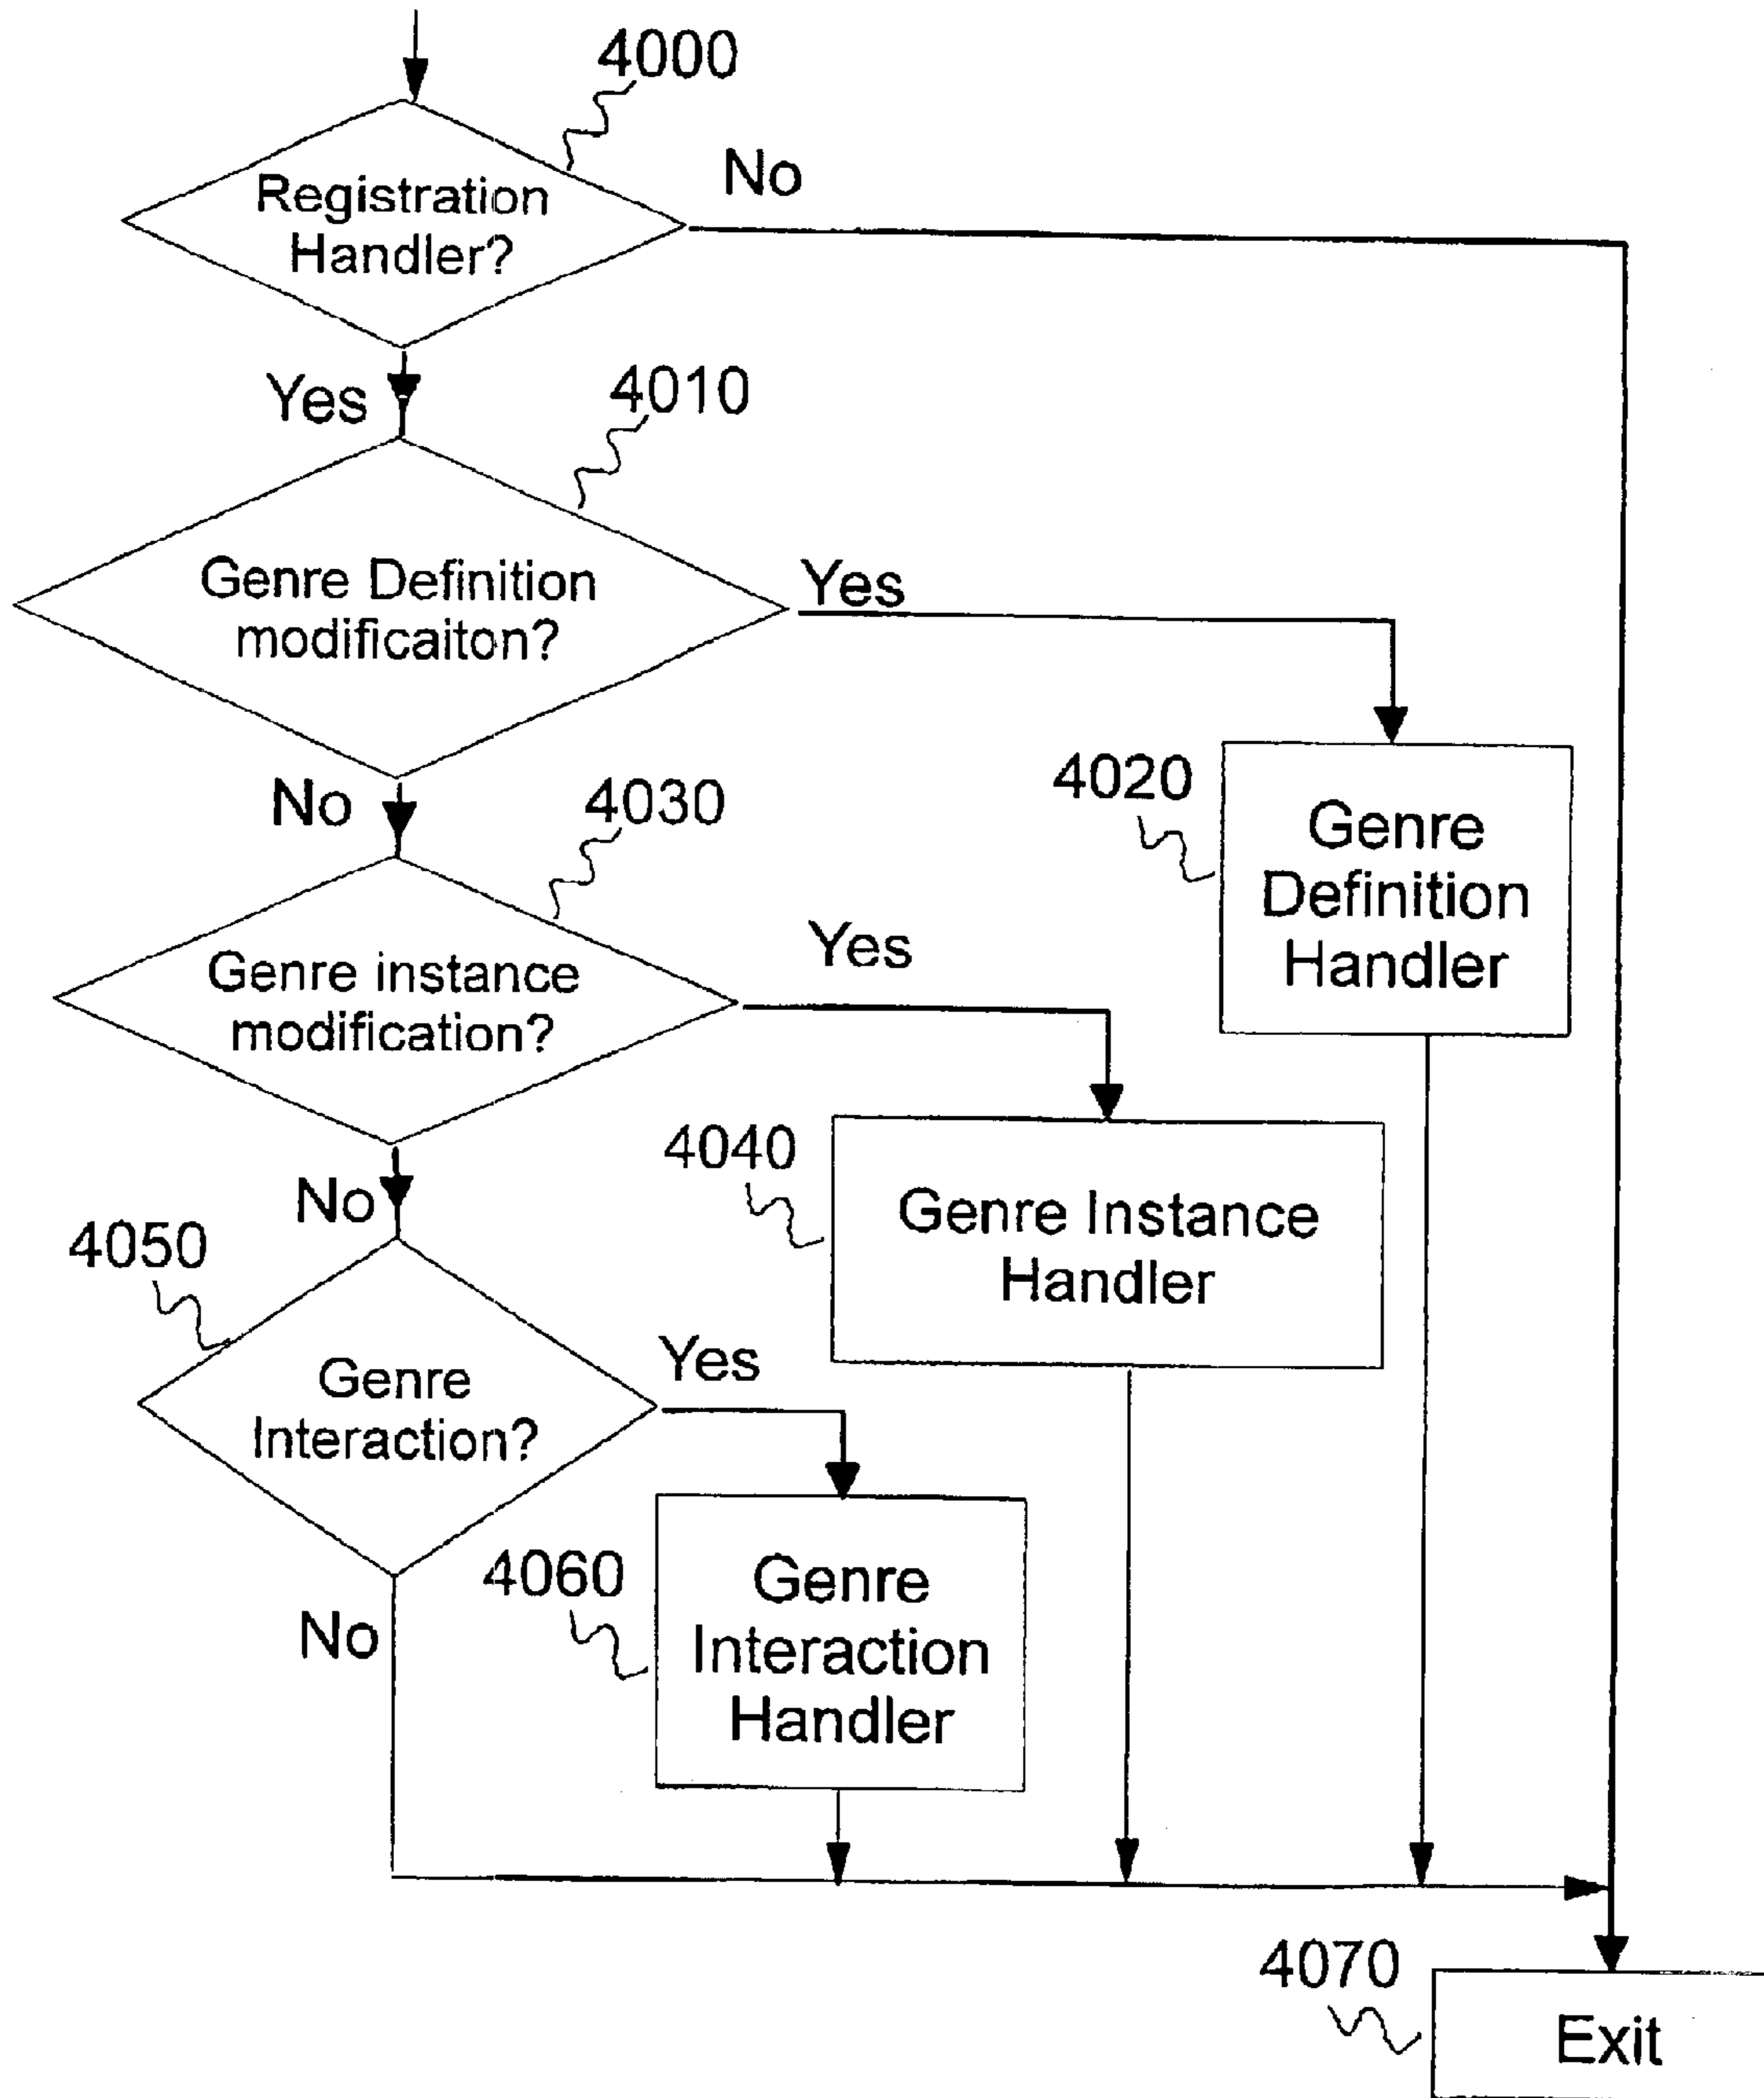 4000
Registration
Handler?
No
Yes
4010
Genre Definition
modificaiton?
Yes
4020
Genre
Definition
Handler
No
4030
Genre instance
modification?
Yes
4040
Genre Instance
Handler
No
4050
Genre
Interaction?
Yes
4060
Genre
Interaction
Handler
No
4070
Exit